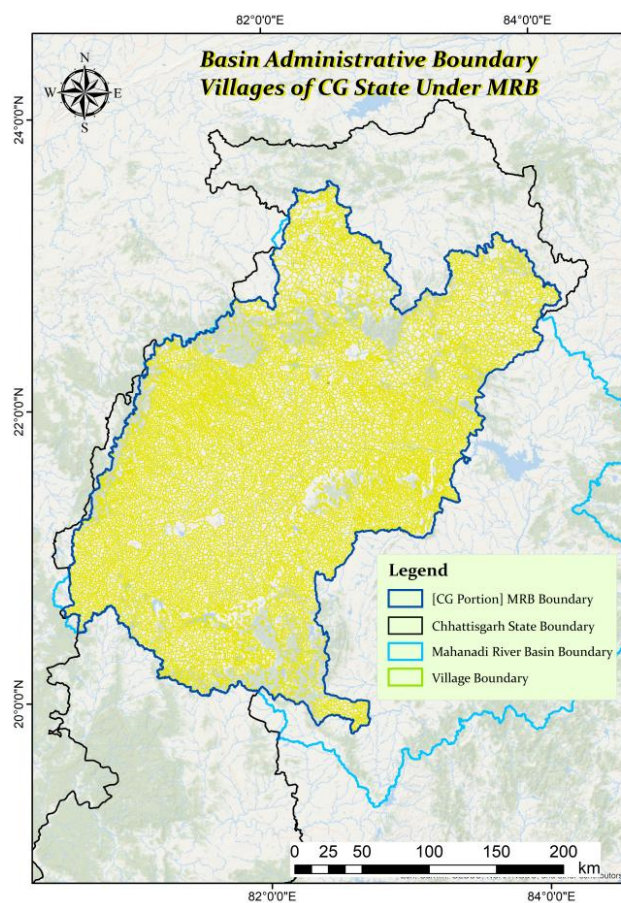 82°0'0"E
84°0'0"E
Basin Administrative Boundary
Villages of CG State Under MRB
N
W
E
S
24°0'0"N
22°0'0"N
20°0'0"N
Legend
[CG Portion] MRB Boundary
Chhattisgarh State Boundary
Mahanadi River Basin Boundary
Village Boundary
0 25 50 100 150 200
km
82°0'0"E
84°0'0"E